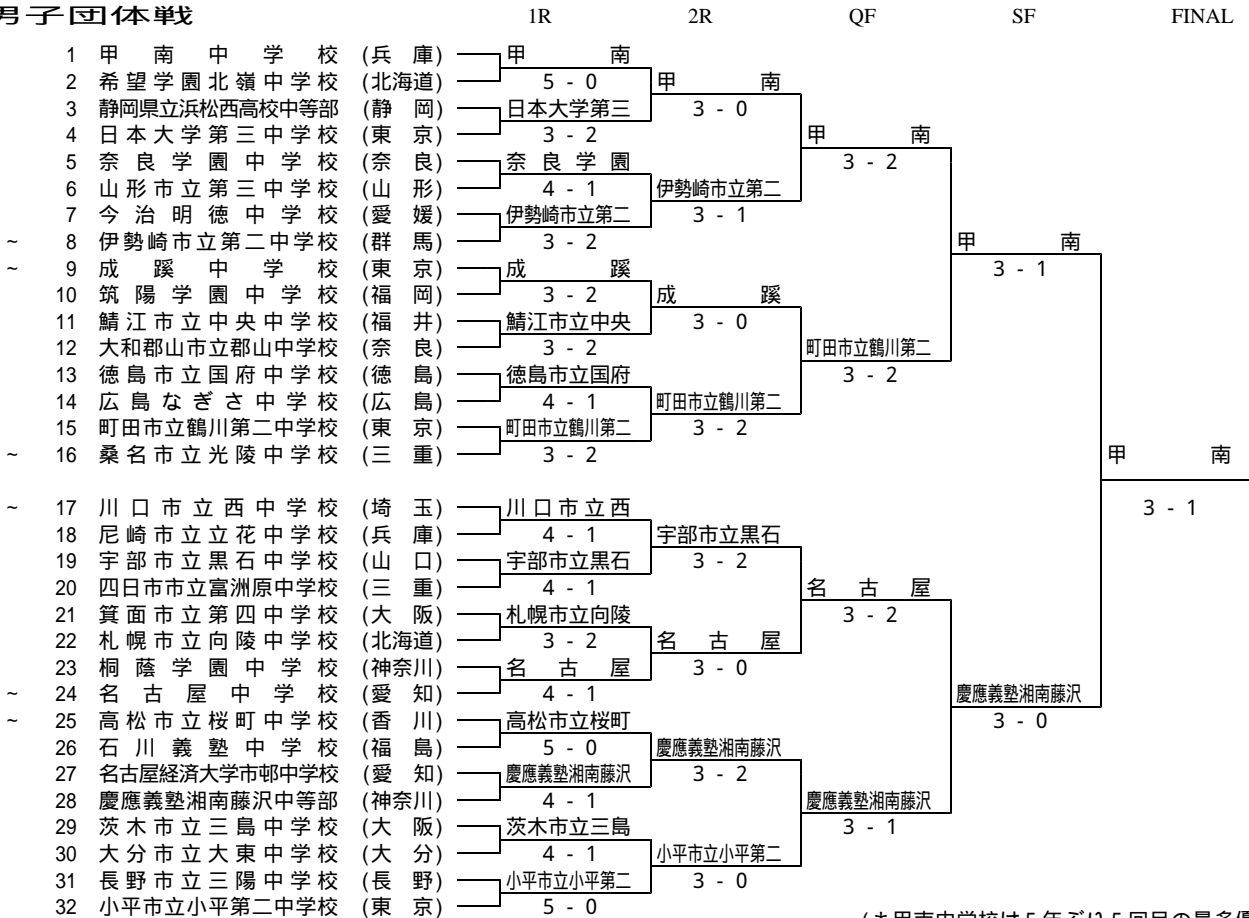 男子団体戦 1R 2R QF SF FINAL
1 甲南中学校 (兵庫) 甲南
2 希望学園北嶺中学校 (北海道) 5 - 0 甲南
3 静岡県立浜松西高校中等部 (静岡) 日本大学第三 3 - 0
4 日本大学第三中学校 (東京) 3 - 2 甲南
5 奈良学園中学校 (奈良) 奈良学園 3 - 2
6 山形市立第三中学校 (山形) 4 - 1 伊勢崎市立第二
7 今治明徳中学校 (愛媛) 伊勢崎市立第二 3 - 1
~ 8 伊勢崎市立第二中学校 (群馬) 3 - 2 甲南
~ 9 成蹊中学校 (東京) 成蹊 3 - 1
10 筑陽学園中学校 (福岡) 3 - 2 成蹊
11 鯖江市立中央中学校 (福井) 鯖江市立中央 3 - 0
12 大和郡山市立郡山中学校 (奈良) 3 - 2 町田市立鶴川第二
13 徳島市立国府中学校 (徳島) 徳島市立国府 3 - 2
14 広島なぎさ中学校 (広島) 4 - 1 町田市立鶴川第二
15 町田市立鶴川第二中学校 (東京) 町田市立鶴川第二 3 - 2
~ 16 桑名市立光陵中学校 (三重) 3 - 2 甲南
~ 17 川口市立西中学校 (埼玉) 川口市立西 3 - 1
18 尼崎市立立花中学校 (兵庫) 4 - 1 宇部市立黒石
19 宇部市立黒石中学校 (山口) 宇部市立黒石 3 - 2
20 四日市市立富洲原中学校 (三重) 4 - 1 名古屋
21 箕面市立第四中学校 (大阪) 札幌市立向陵 3 - 2
22 札幌市立向陵中学校 (北海道) 3 - 2 名古屋
23 桐蔭学園中学校 (神奈川) 名古屋 3 - 0
~ 24 名古屋中学校 (愛知) 4 - 1 慶應義塾湘南藤沢
~ 25 高松市立桜町中学校 (香川) 高松市立桜町 3 - 0
26 石川義塾中学校 (福島) 5 - 0 慶應義塾湘南藤沢
27 名古屋経済大学市邨中学校 (愛知) 慶應義塾湘南藤沢 3 - 2
28 慶應義塾湘南藤沢中等部 (神奈川) 4 - 1 慶應義塾湘南藤沢
29 茨木市立三島中学校 (大阪) 茨木市立三島 3 - 1
30 大分市立大東中学校 (大分) 4 - 1 小平市立小平第二
31 長野市立三陽中学校 (長野) 小平市立小平第二 3 - 0
32 小平市立小平第二中学校 (東京) 5 - 0